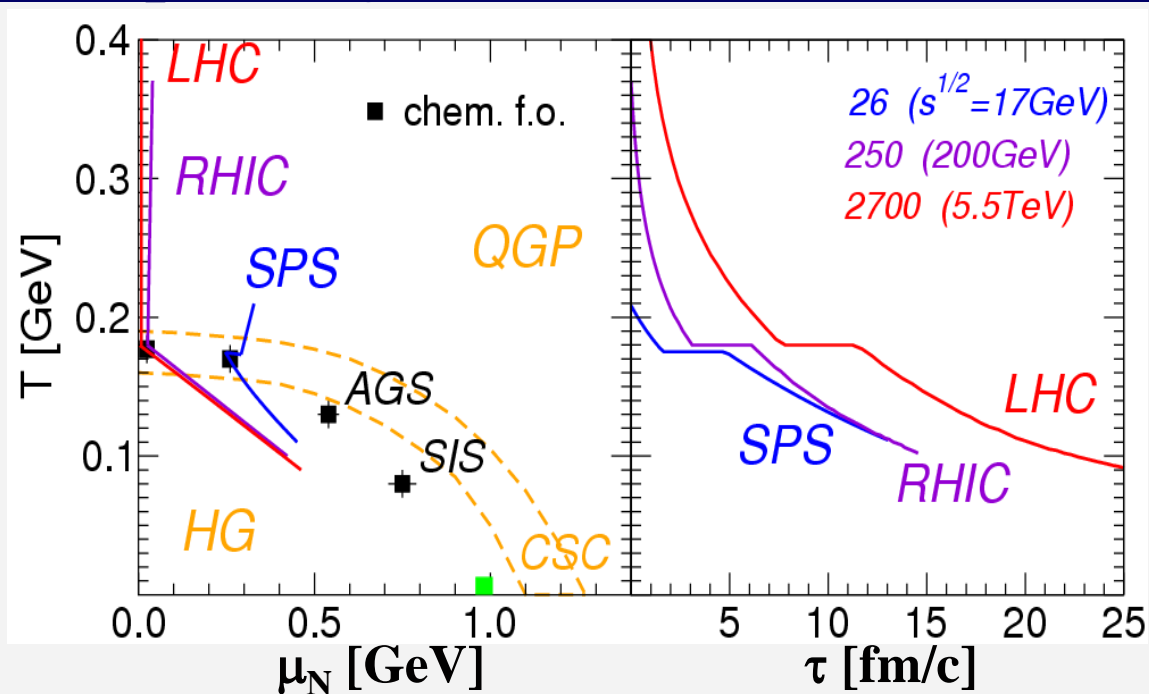 0.4
LHC
chem. f.o.
26 (s^1/2=17GeV)
250 (200GeV)
2700 (5.5TeV)
0.3
RHIC
QGP
SPS
T [GeV]
0.2
AGS
SIS
0.1
HG
CSC
LHC
SPS
RHIC
0.0 0.5 1.0
5 10 15 20 25
μN [GeV]
τ [fm/c]